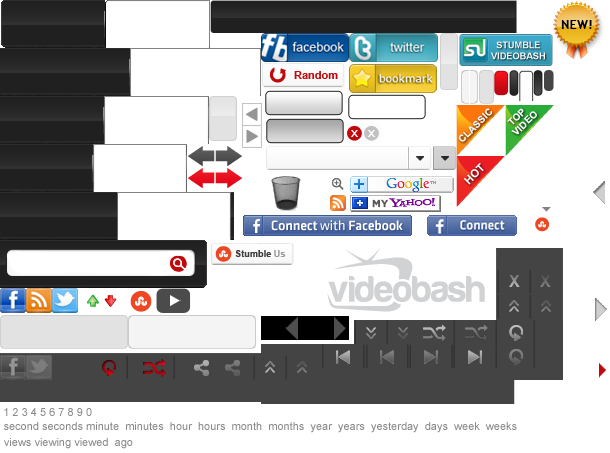 NEW!
facebook
twitter
STUMBLE
VIDEOBASH
Random
bookmark
CLASSIC
TOP
VIDEO
HOT
Google™
MY YAHOO!
Connect with Facebook
Connect
Stumble Us
videobash
1 2 3 4 5 6 7 8 9 0
second seconds minute minutes hour hours month months year years yesterday days week weeks
views viewing viewed ago